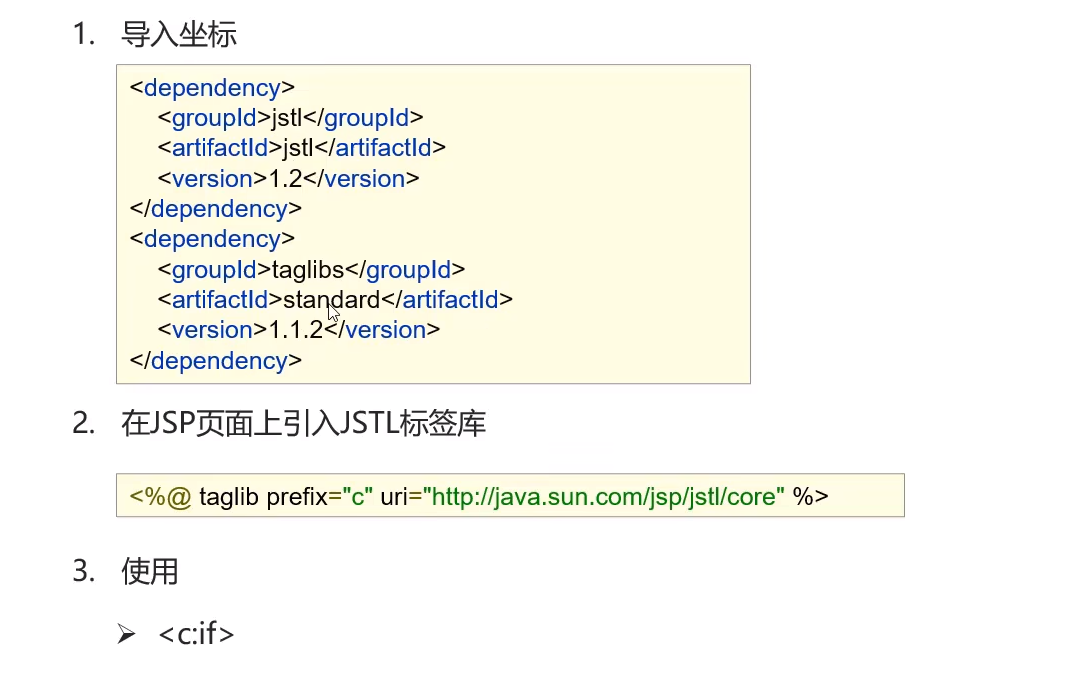 1. 导入坐标
<dependency>
<groupId>jstl</groupId>
<artifactId>jstl</artifactId>
<version>1.2</version>
</dependency>
<dependency>
<groupId>taglibs</groupId>
<artifactId>standard</artifactId>
<version>1.1.2</version>
</dependency>
2. 在JSP页面上引入JSTL标签库
<%@ taglib prefix="c" uri="http://java.sun.com/jsp/jstl/core" %>
3. 使用
➢ <c:if>